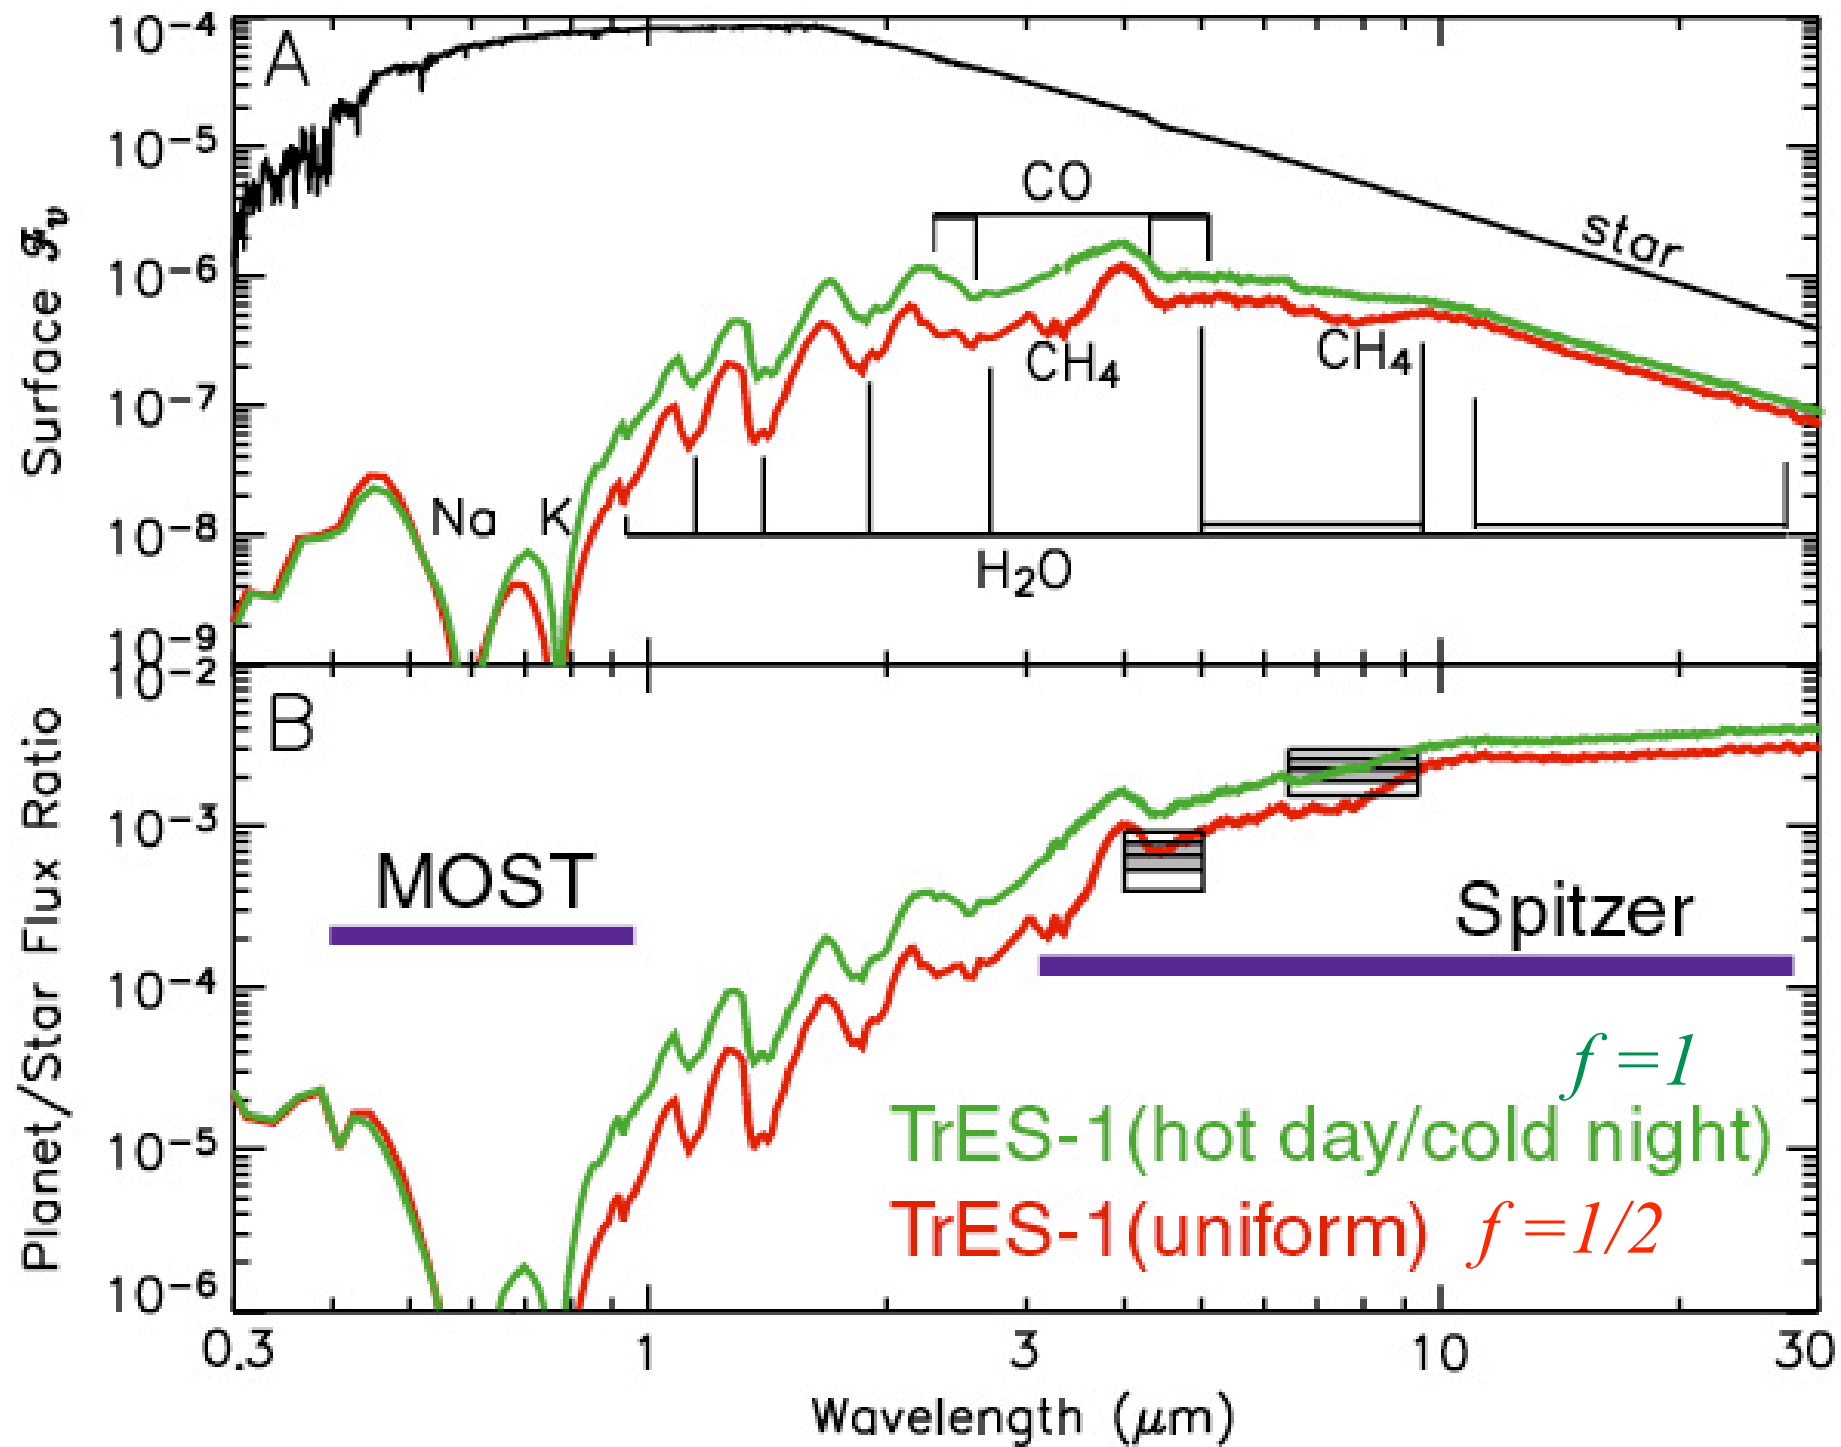 10⁻⁴
A
10⁻⁵
CO
star
10⁻⁶
CH₄
CH₄
10⁻⁷
Na
K
10⁻⁸
H₂O
10⁻⁹
Surface ℱᵥ
10⁻²
B
10⁻³
MOST
Spitzer
10⁻⁴
f =1
TrES-1(hot day/cold night)
10⁻⁵
TrES-1(uniform) f =1/2
10⁻⁶
Planet/Star Flux Ratio
0.3 1 3 10 30
Wavelength (μm)